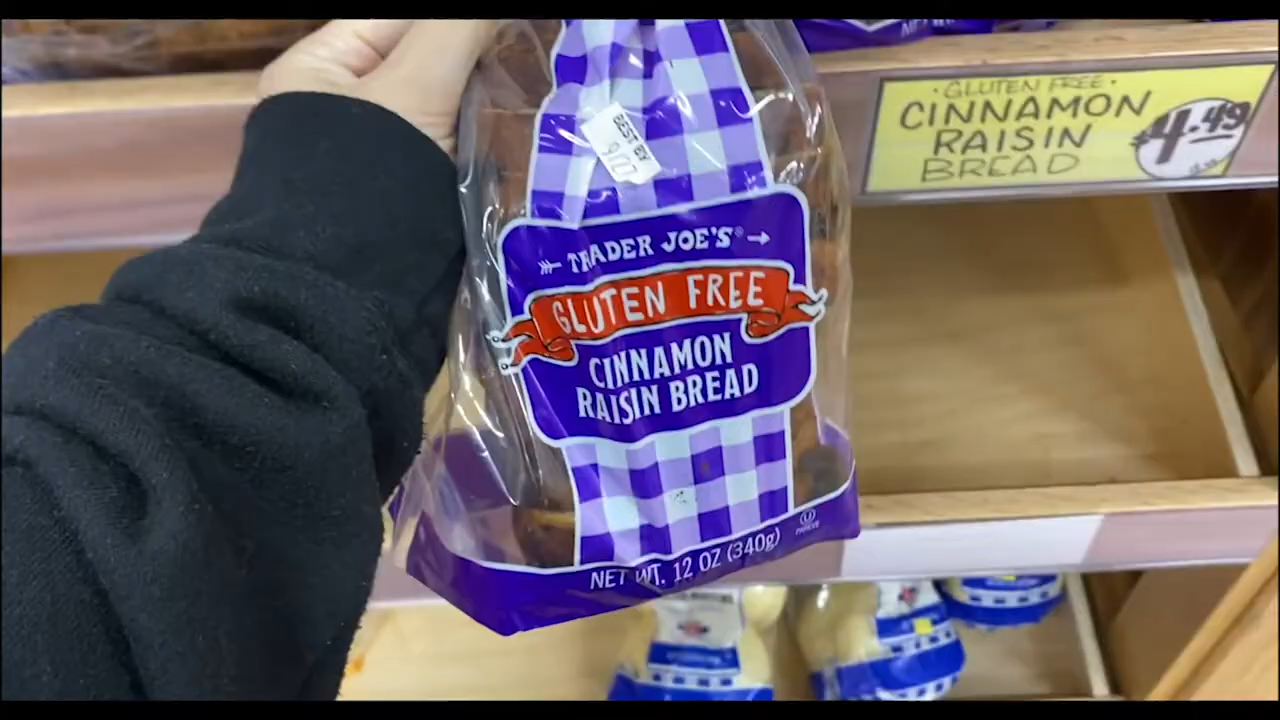 · GLUTEN FREE ·
CINNAMON
RAISIN
BREAD
$4.49
BEST BY
TRADER JOE'S®
GLUTEN FREE
CINNAMON
RAISIN BREAD
NET WT. 12 OZ (340g)
U
PAREVE